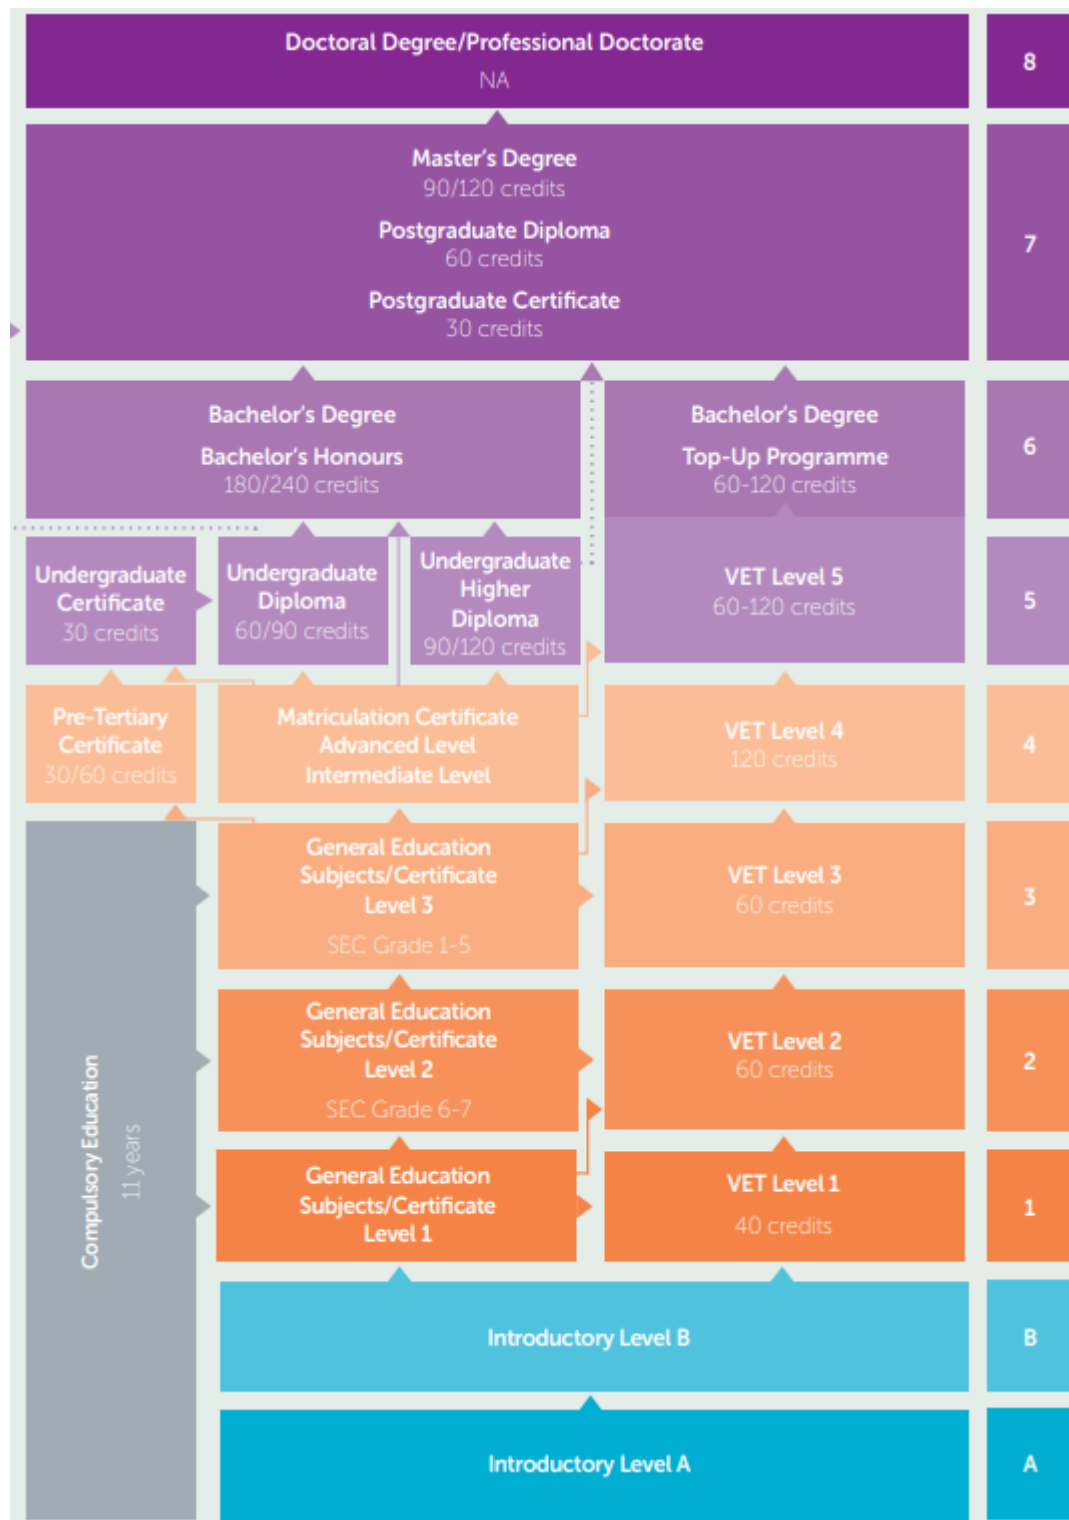 Doctoral Degree/Professional Doctorate
NA
8
Master's Degree
90/120 credits
Postgraduate Diploma
60 credits
Postgraduate Certificate
30 credits
7
Bachelor's Degree
Bachelor's Honours
180/240 credits
Bachelor's Degree
Top-Up Programme
60-120 credits
6
Undergraduate
Certificate
30 credits
Undergraduate
Diploma
60/90 credits
Undergraduate
Higher
Diploma
90/120 credits
VET Level 5
60-120 credits
5
Pre-Tertiary
Certificate
30/60 credits
Matriculation Certificate
Advanced Level
Intermediate Level
VET Level 4
120 credits
4
Compulsory Education
11 years
General Education
Subjects/Certificate
Level 3
SEC Grade 1-5
VET Level 3
60 credits
3
General Education
Subjects/Certificate
Level 2
SEC Grade 6-7
VET Level 2
60 credits
2
General Education
Subjects/Certificate
Level 1
VET Level 1
40 credits
1
Introductory Level B
B
Introductory Level A
A